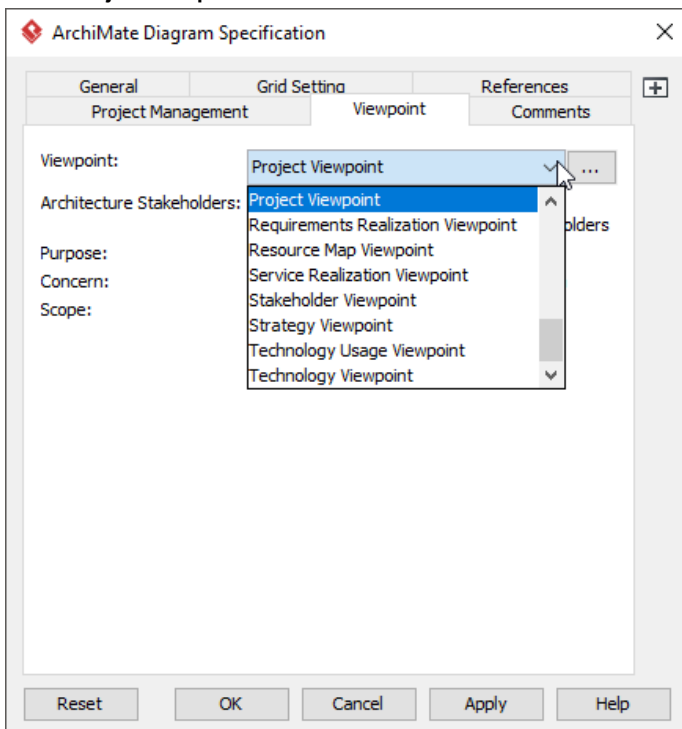 ArchiMate Diagram Specification
General Grid Setting References
Project Management Viewpoint Comments
Viewpoint: Project Viewpoint ...
Architecture Stakeholders: Project Viewpoint
Requirements Realization Viewpoint olders
Resource Map Viewpoint
Purpose:
Service Realization Viewpoint
Concern:
Stakeholder Viewpoint
Scope:
Strategy Viewpoint
Technology Usage Viewpoint
Technology Viewpoint
Reset OK Cancel Apply Help